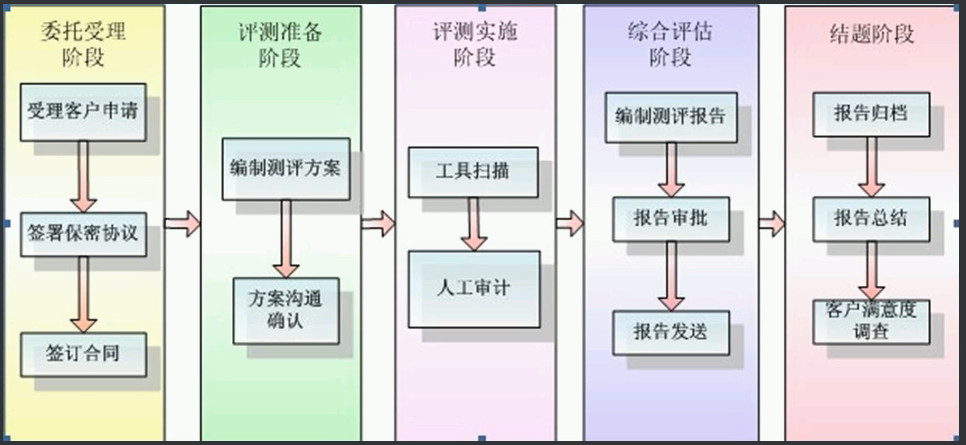 委托受理
阶段
受理客户申请
签署保密协议
签订合同
评测准备
阶段
编制测评方案
方案沟通
确认
评测实施
阶段
工具扫描
人工审计
综合评估
阶段
编制测评报告
报告审批
报告发送
结题阶段
报告归档
报告总结
客户满意度
调查